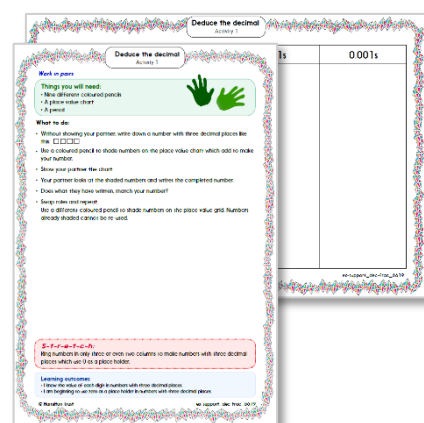 Deduce the decimal
Activity 1
0.001s
Deduce the decimal
Activity 1
Work in pairs
Things you will need:
• Nine different coloured pencils
• A place value chart
• A pencil
What to do:
• Without showing your partner, write down a number with three decimal places like
this
• Use a coloured pencil to shade numbers on the place value chart which add to make
your number.
• Show your partner the chart.
• Your partner looks at the shaded numbers and writes the completed number.
• Does what they have written, match your number?
• Swap roles and repeat!
Use a different coloured pencil to shade numbers on the place value grid. Numbers
already shaded cannot be re used.
S-t-r-e-t-c-h:
Ring numbers in only three or even two columns to make numbers with three decimal
places which use 0 as a place holder.
Learning outcomes:
• I know the value of each digit in numbers with three decimal places
• I am beginning to use zero as a place holder in numbers with three decimal places.
© Hamilton Trust